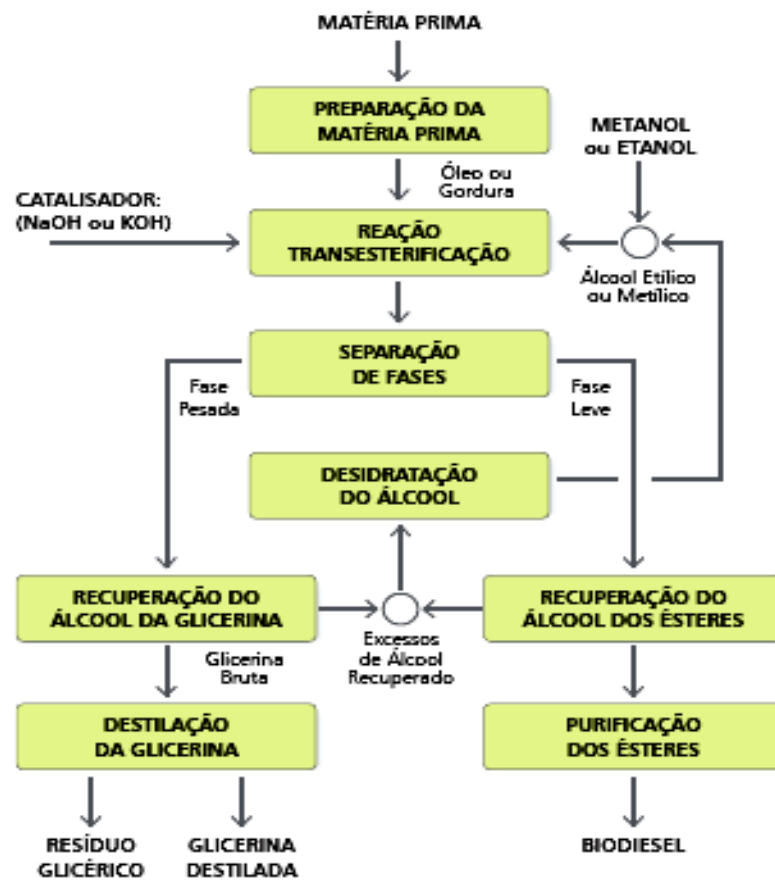 MATÉRIA PRIMA
PREPARAÇÃO DA
MATÉRIA PRIMA
METANOL
ou ETANOL
Óleo ou
Gordura
CATALISADOR:
(NaOH ou KOH)
REAÇÃO
TRANSESTERIFICAÇÃO
Álcool Etílico
ou Metílico
SEPARAÇÃO
DE FASES
Fase
Pesada
Fase
Leve
DESIDRATAÇÃO
DO ÁLCOOL
RECUPERAÇÃO DO
ÁLCOOL DA GLICERINA
RECUPERAÇÃO DO
ÁLCOOL DOS ÉSTERES
Excessos
de Álcool
Recuperado
Glicerina
Bruta
DESTILAÇÃO
DA GLICERINA
PURIFICAÇÃO
DOS ÉSTERES
RESÍDUO
GLICÉRICO
GLICERINA
DESTILADA
BIODIESEL